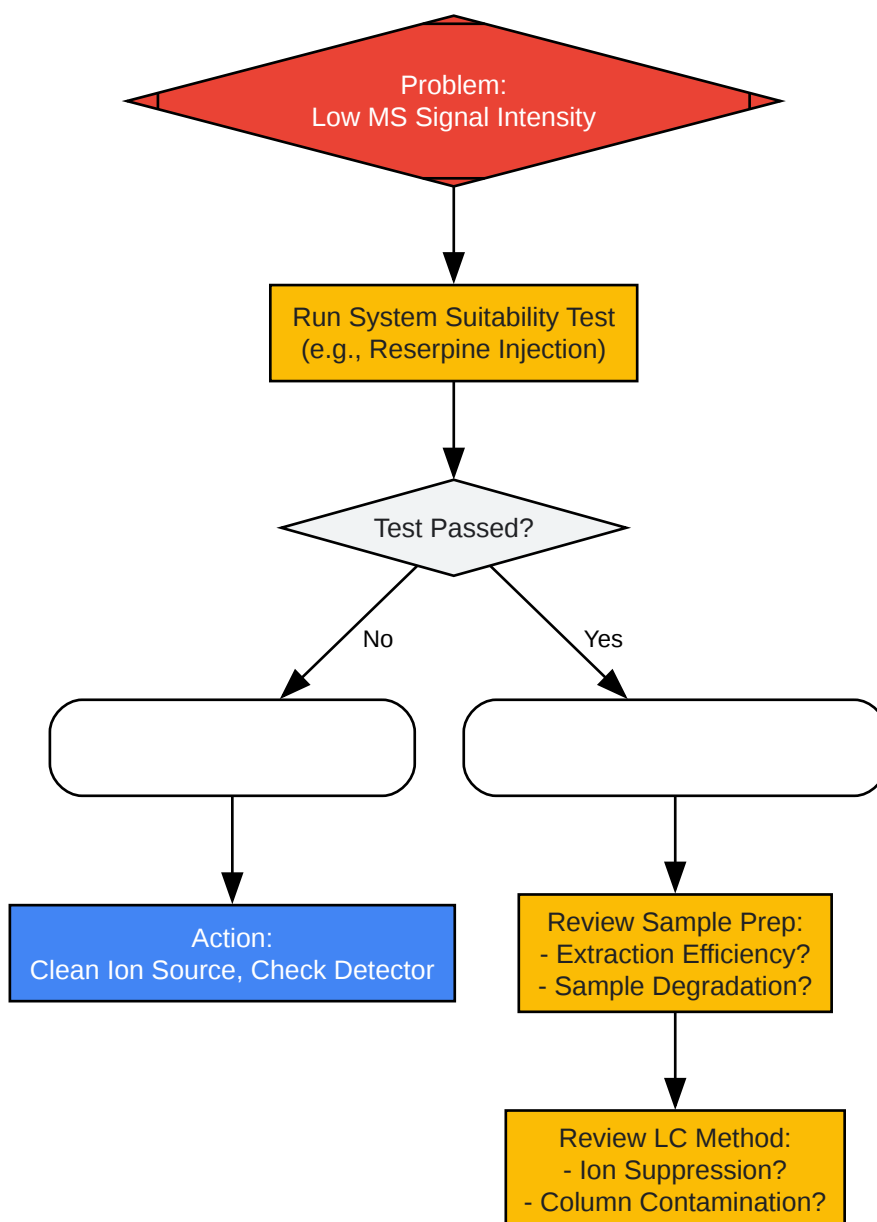 Problem:
Low MS Signal Intensity
Run System Suitability Test
(e.g., Reserpine Injection)
Test Passed?
No
Yes
Action:
Clean Ion Source, Check Detector
Review Sample Prep:
- Extraction Efficiency?
- Sample Degradation?
Review LC Method:
- Ion Suppression?
- Column Contamination?